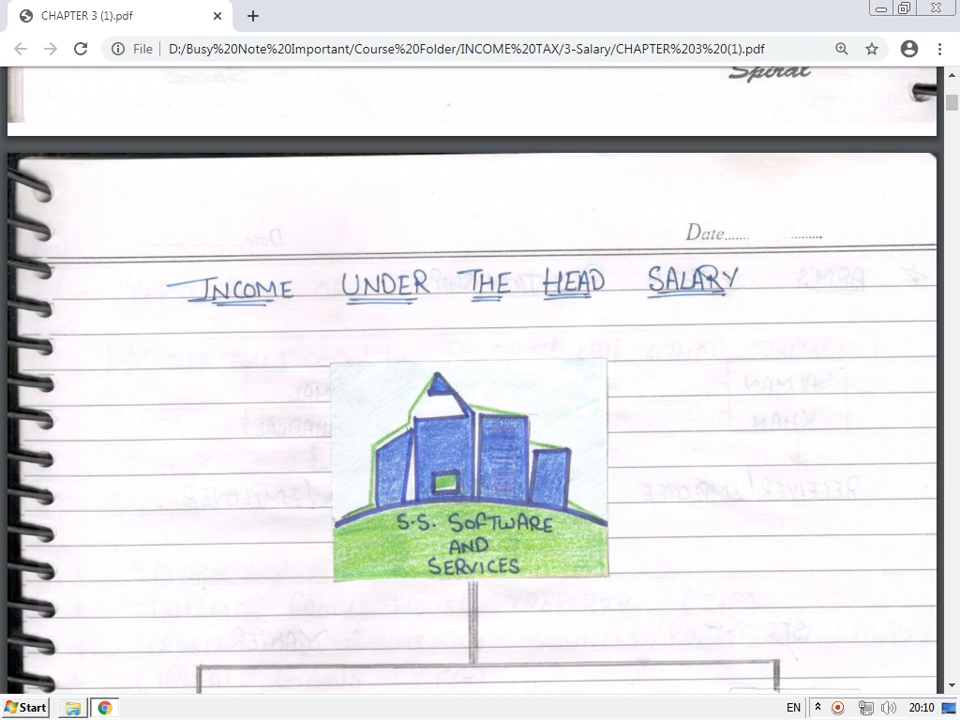 CHAPTER 3 (1).pdf
File
D:/Busy%20Note%20Important/Course%20Folder/INCOME%20TAX/3-Salary/CHAPTER%203%20(1).pdf
Spiral
Date.......
INCOME UNDER THE HEAD SALARY
S.S. SOFTWARE
AND
SERVICES
Start
EN
20:10